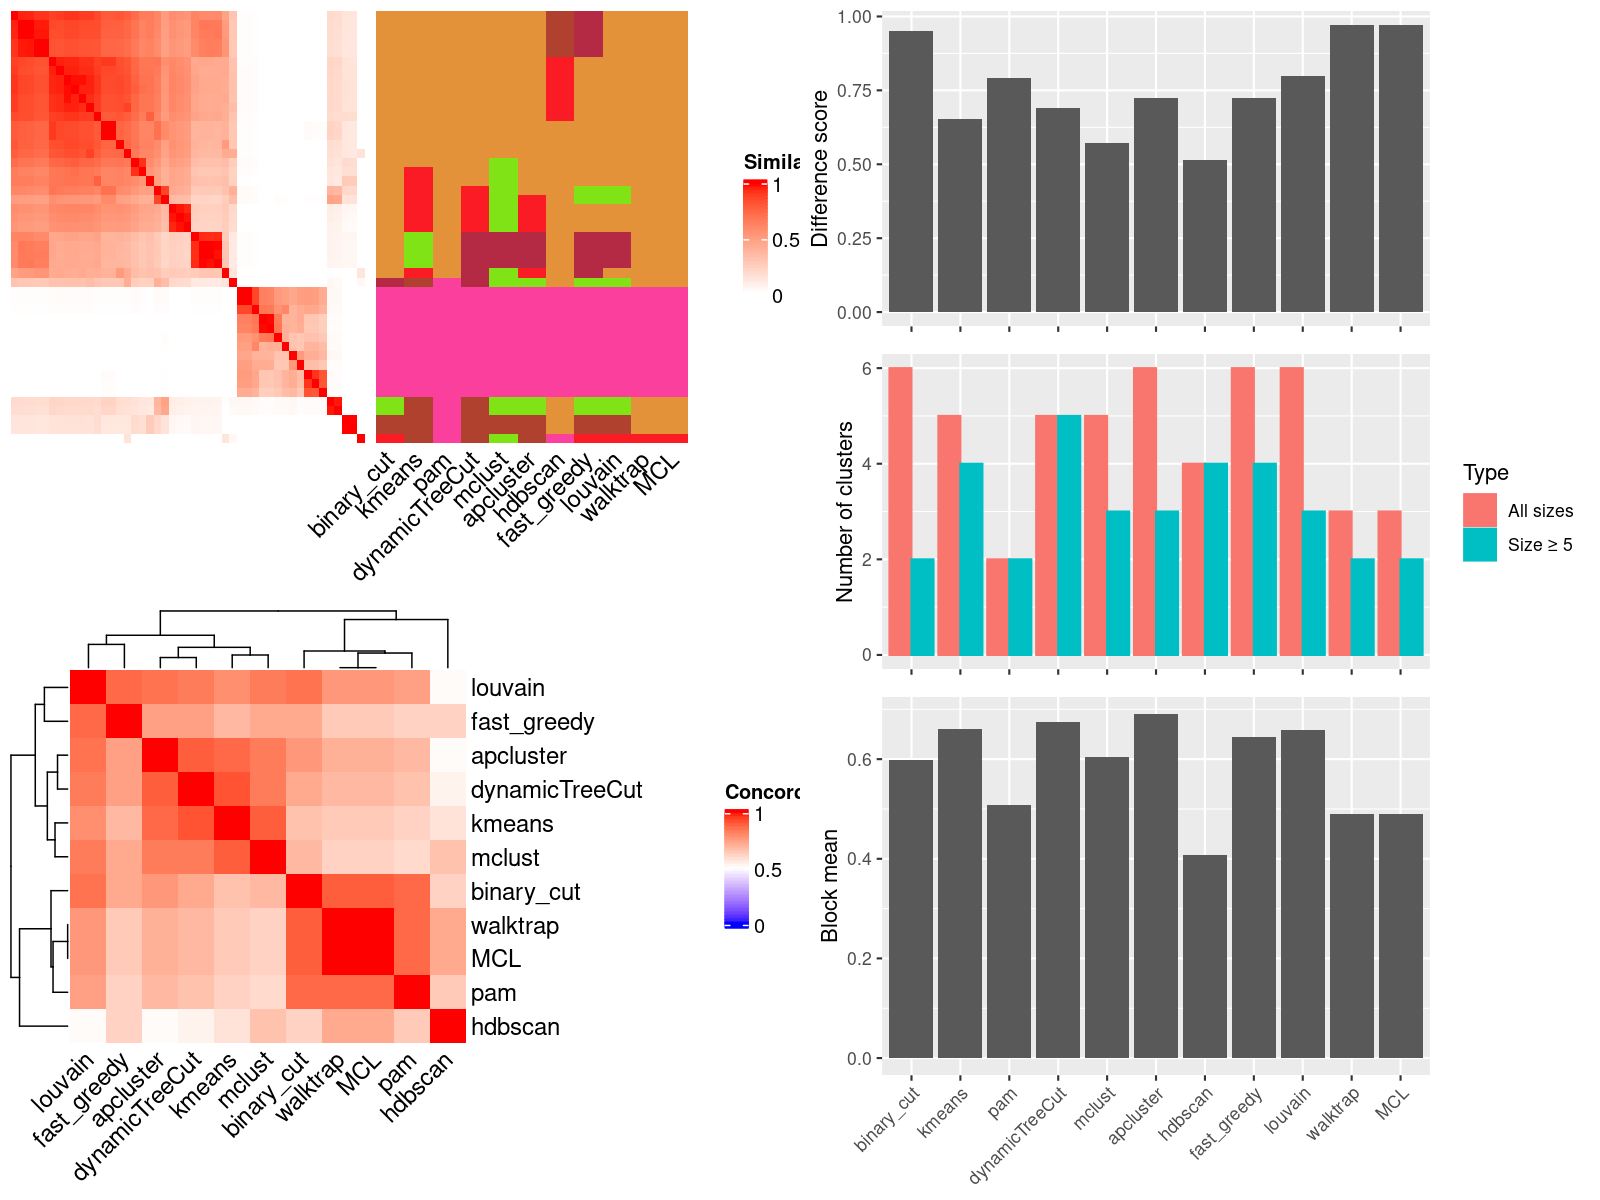 Simila
1
0.5
0
binary_cut
kmeans
pam
dynamicTreeCut
mclust
apcluster
hdbscan
fast_greedy
louvain
walktrap
MCL
louvain
fast_greedy
apcluster
dynamicTreeCut
kmeans
mclust
binary_cut
walktrap
MCL
pam
hdbscan
Concord
1
0.5
0
louvain
fast_greedy
apcluster
dynamicTreeCut
kmeans
mclust
binary_cut
walktrap
MCL
pam
hdbscan
Difference score
1.00
0.75
0.50
0.25
0.00
Number of clusters
6
4
2
0
Type
All sizes
Size ≥ 5
Block mean
0.6
0.4
0.2
0.0
binary_cut
kmeans
pam
dynamicTreeCut
mclust
apcluster
hdbscan
fast_greedy
louvain
walktrap
MCL